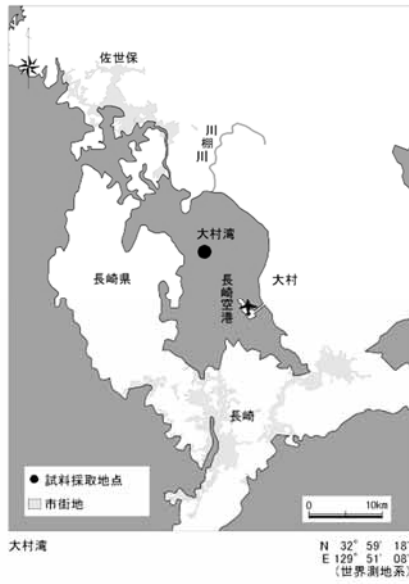 佐世保
川棚川
大村湾
長崎県
長崎空港
大村
長崎
試料採取地点
市街地
0 10km
大村湾
N 32° 59′ 18″
E 129° 51′ 08″
(世界測地系)